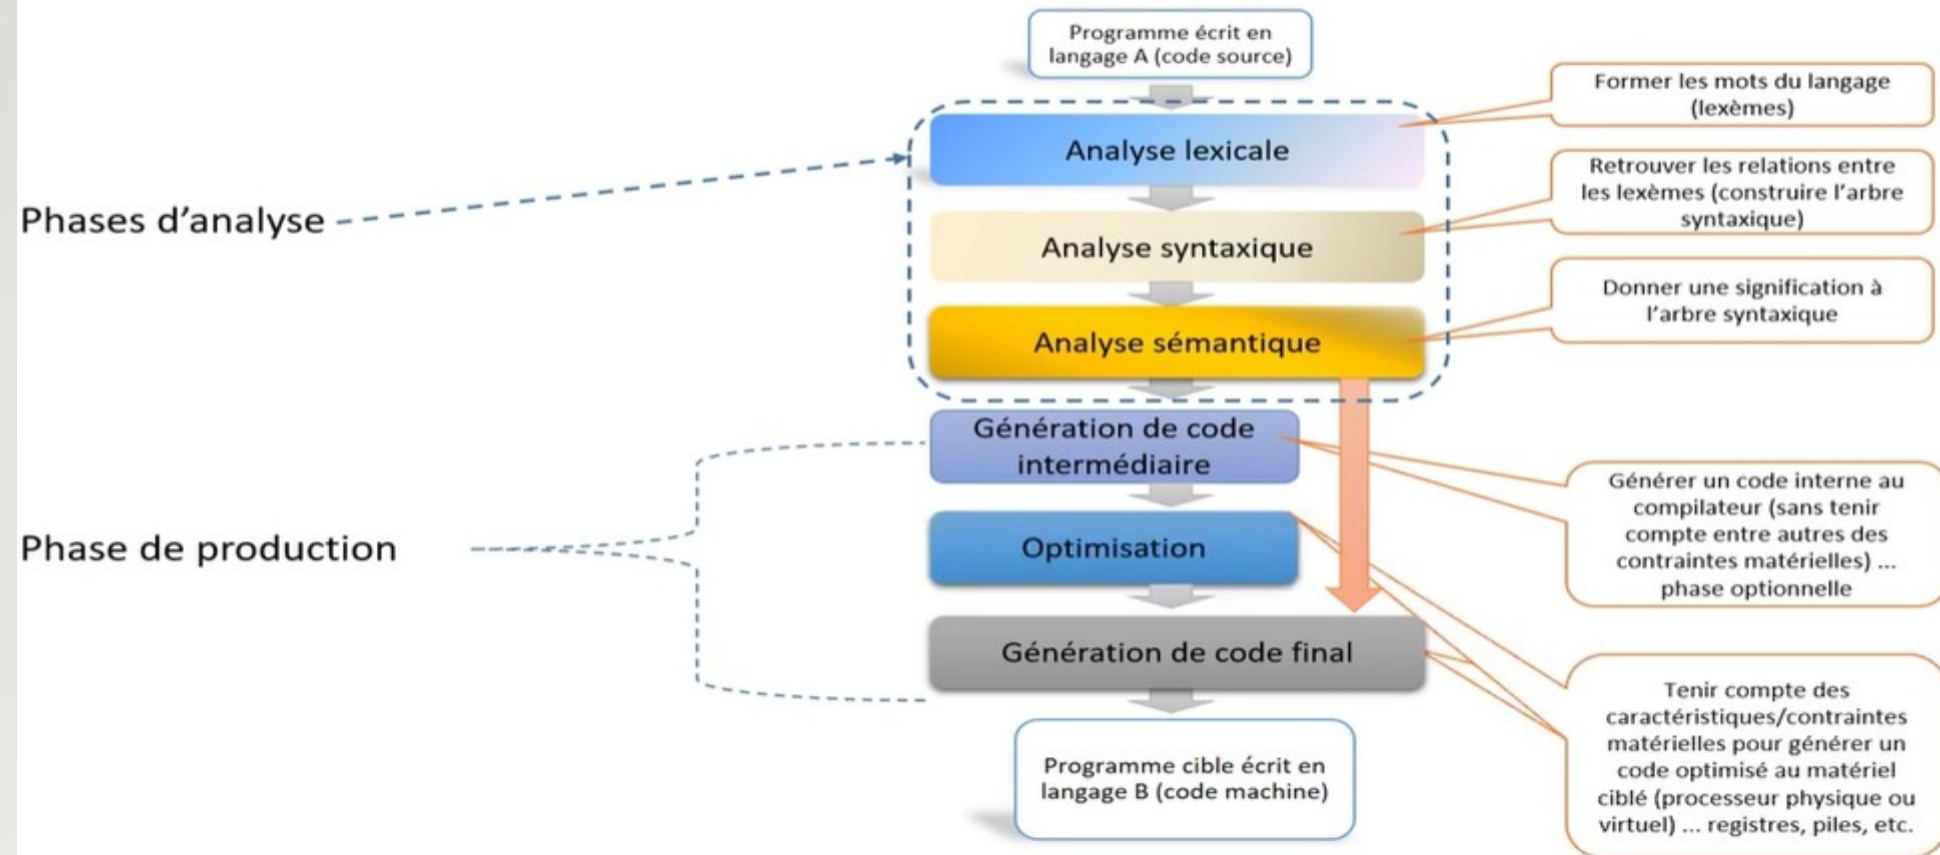 Programme écrit en
langage A (code source)
Former les mots du langage
(lexèmes)
Analyse lexicale
Retrouver les relations entre
les lexèmes (construire l'arbre
syntaxique)
Phases d'analyse
Analyse syntaxique
Donner une signification à
l'arbre syntaxique
Analyse sémantique
Génération de code
intermédiaire
Générer un code interne au
compilateur (sans tenir
compte entre autres des
contraintes matérielles) ...
phase optionnelle
Phase de production
Optimisation
Génération de code final
Tenir compte des
caractéristiques/contraintes
matérielles pour générer un
code optimisé au matériel
ciblé (processeur physique ou
virtuel) ... registres, piles, etc.
Programme cible écrit en
langage B (code machine)